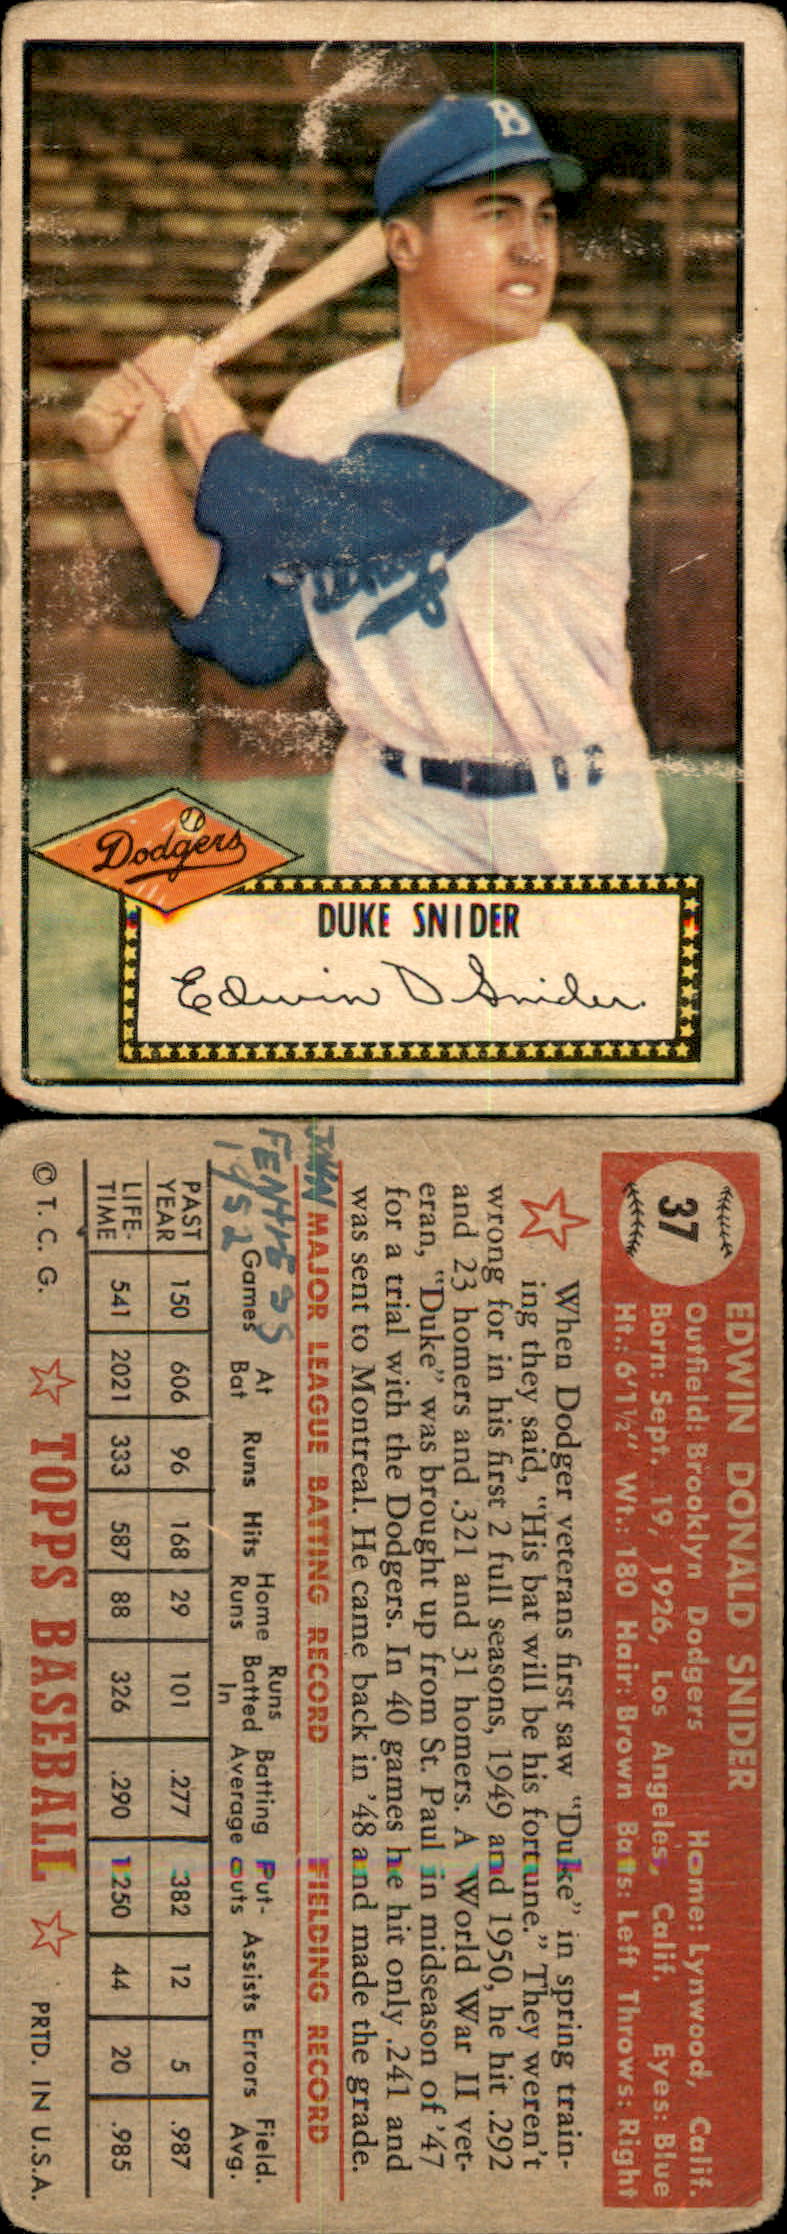 B
Dodgers
Dodgers
DUKE SNIDER
Edwin D Snider.
37
EDWIN DONALD SNIDER
Outfield: Brooklyn Dodgers Home: Lynwood, Calif.
Born: Sept. 19, 1926, Los Angeles, Calif. Eyes: Blue
Ht.: 6'1½" Wt.: 180 Hair: Brown Bats: Left Throws: Right
When Dodger veterans first saw "Duke" in spring train-
ing they said, "His bat will be his fortune." They weren't
wrong for in his first 2 full seasons, 1949 and 1950, he hit .292
and 23 homers and .321 and 31 homers. A World War II vet-
eran, "Duke" was brought up from St. Paul in midseason of '47
for a trial with the Dodgers. In 40 games he hit only .241 and
was sent to Montreal. He came back in '48 and made the grade.
MAJOR LEAGUE BATTING RECORD FIELDING RECORD
1952
Games At Bat Runs Hits Home Runs Runs Batted In Batting Average Put-outs Assists Errors Field. Avg.
PAST YEAR 150 606 96 168 29 101 .277 382 12 5 .987
LIFE-TIME 541 2021 333 587 88 326 .290 1250 44 20 .985
© T. C. G. TOPPS BASEBALL PRTD. IN U.S.A.